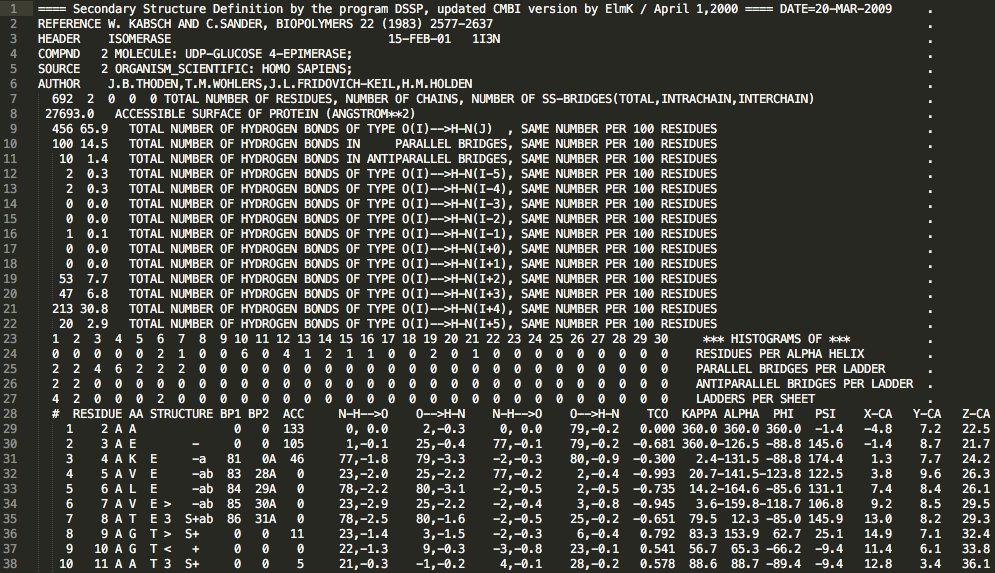 1 ==== Secondary Structure Definition by the program DSSP, updated CMBI version by ElmK / April 1,2000 ==== DATE=20-MAR-2009 .
2 REFERENCE W. KABSCH AND C.SANDER, BIOPOLYMERS 22 (1983) 2577-2637 .
3 HEADER ISOMERASE 15-FEB-01 1I3N .
4 COMPND 2 MOLECULE: UDP-GLUCOSE 4-EPIMERASE; .
5 SOURCE 2 ORGANISM_SCIENTIFIC: HOMO SAPIENS; .
6 AUTHOR J.B.THODEN,T.M.WOHLERS,J.L.FRIDOVICH-KEIL,H.M.HOLDEN .
7 692 2 0 0 0 TOTAL NUMBER OF RESIDUES, NUMBER OF CHAINS, NUMBER OF SS-BRIDGES(TOTAL,INTRACHAIN,INTERCHAIN) .
8 27693.0 ACCESSIBLE SURFACE OF PROTEIN (ANGSTROM**2) .
9 456 65.9 TOTAL NUMBER OF HYDROGEN BONDS OF TYPE O(I)-->H-N(J) , SAME NUMBER PER 100 RESIDUES .
10 100 14.5 TOTAL NUMBER OF HYDROGEN BONDS IN PARALLEL BRIDGES, SAME NUMBER PER 100 RESIDUES .
11 10 1.4 TOTAL NUMBER OF HYDROGEN BONDS IN ANTIPARALLEL BRIDGES, SAME NUMBER PER 100 RESIDUES .
12 2 0.3 TOTAL NUMBER OF HYDROGEN BONDS OF TYPE O(I)-->H-N(I-5), SAME NUMBER PER 100 RESIDUES .
13 2 0.3 TOTAL NUMBER OF HYDROGEN BONDS OF TYPE O(I)-->H-N(I-4), SAME NUMBER PER 100 RESIDUES .
14 0 0.0 TOTAL NUMBER OF HYDROGEN BONDS OF TYPE O(I)-->H-N(I-3), SAME NUMBER PER 100 RESIDUES .
15 0 0.0 TOTAL NUMBER OF HYDROGEN BONDS OF TYPE O(I)-->H-N(I-2), SAME NUMBER PER 100 RESIDUES .
16 1 0.1 TOTAL NUMBER OF HYDROGEN BONDS OF TYPE O(I)-->H-N(I-1), SAME NUMBER PER 100 RESIDUES .
17 0 0.0 TOTAL NUMBER OF HYDROGEN BONDS OF TYPE O(I)-->H-N(I+0), SAME NUMBER PER 100 RESIDUES .
18 0 0.0 TOTAL NUMBER OF HYDROGEN BONDS OF TYPE O(I)-->H-N(I+1), SAME NUMBER PER 100 RESIDUES .
19 53 7.7 TOTAL NUMBER OF HYDROGEN BONDS OF TYPE O(I)-->H-N(I+2), SAME NUMBER PER 100 RESIDUES .
20 47 6.8 TOTAL NUMBER OF HYDROGEN BONDS OF TYPE O(I)-->H-N(I+3), SAME NUMBER PER 100 RESIDUES .
21 213 30.8 TOTAL NUMBER OF HYDROGEN BONDS OF TYPE O(I)-->H-N(I+4), SAME NUMBER PER 100 RESIDUES .
22 20 2.9 TOTAL NUMBER OF HYDROGEN BONDS OF TYPE O(I)-->H-N(I+5), SAME NUMBER PER 100 RESIDUES .
23 1 2 3 4 5 6 7 8 9 10 11 12 13 14 15 16 17 18 19 20 21 22 23 24 25 26 27 28 29 30 *** HISTOGRAMS OF *** .
24 0 0 0 0 0 2 1 0 0 6 0 4 1 2 1 1 0 0 2 0 1 0 0 0 0 0 0 0 0 0 RESIDUES PER ALPHA HELIX .
25 2 2 4 6 2 2 2 0 0 0 0 0 0 0 0 0 0 0 0 0 0 0 0 0 0 0 0 0 0 0 PARALLEL BRIDGES PER LADDER .
26 2 2 0 0 0 0 0 0 0 0 0 0 0 0 0 0 0 0 0 0 0 0 0 0 0 0 0 0 0 0 ANTIPARALLEL BRIDGES PER LADDER .
27 4 2 0 0 0 2 0 0 0 0 0 0 0 0 0 0 0 0 0 0 0 0 0 0 0 0 0 0 0 0 LADDERS PER SHEET .
28 # RESIDUE AA STRUCTURE BP1 BP2 ACC N-H-->O O-->H-N N-H-->O O-->H-N TCO KAPPA ALPHA PHI PSI X-CA Y-CA Z-CA
29 1 2 A A 0 0 133 0, 0.0 2,-0.3 0, 0.0 79,-0.2 0.000 360.0 360.0 360.0 -1.4 -4.8 7.2 22.5
30 2 3 A E - 0 0 105 1,-0.1 25,-0.4 77,-0.1 79,-0.2 -0.681 360.0-126.5 -88.8 145.6 -1.4 8.7 21.7
31 3 4 A K E -a 81 0A 46 77,-1.8 79,-3.3 -2,-0.3 80,-0.9 -0.300 2.4-131.5 -88.8 174.4 1.3 7.7 24.2
32 4 5 A V E -ab 83 28A 0 23,-2.0 25,-2.2 77,-0.2 2,-0.4 -0.993 20.7-141.5-123.8 122.5 3.8 9.6 26.3
33 5 6 A L E -ab 84 29A 0 78,-2.2 80,-3.1 -2,-0.5 2,-0.5 -0.735 14.2-164.6 -85.6 131.1 7.4 8.4 26.1
34 6 7 A V E > -ab 85 30A 0 23,-2.9 25,-2.2 -2,-0.4 3,-0.8 -0.945 3.6-159.8-118.7 106.8 9.2 8.5 29.5
35 7 8 A T E 3 S+ab 86 31A 0 78,-2.5 80,-1.6 -2,-0.5 25,-0.2 -0.651 79.5 12.3 -85.0 145.9 13.0 8.2 29.3
36 8 9 A G T > S+ 0 0 11 23,-1.4 3,-1.5 -2,-0.3 6,-0.4 0.792 83.3 153.9 62.7 25.1 14.9 7.1 32.4
37 9 10 A G T < + 0 0 0 22,-1.3 9,-0.3 -3,-0.8 23,-0.1 0.541 56.7 65.3 -66.2 -9.4 11.4 6.1 33.8
38 10 11 A A T 3 S+ 0 0 5 21,-0.3 -1,-0.2 4,-0.1 28,-0.2 0.578 88.6 88.7 -89.4 -9.4 12.8 3.4 36.1